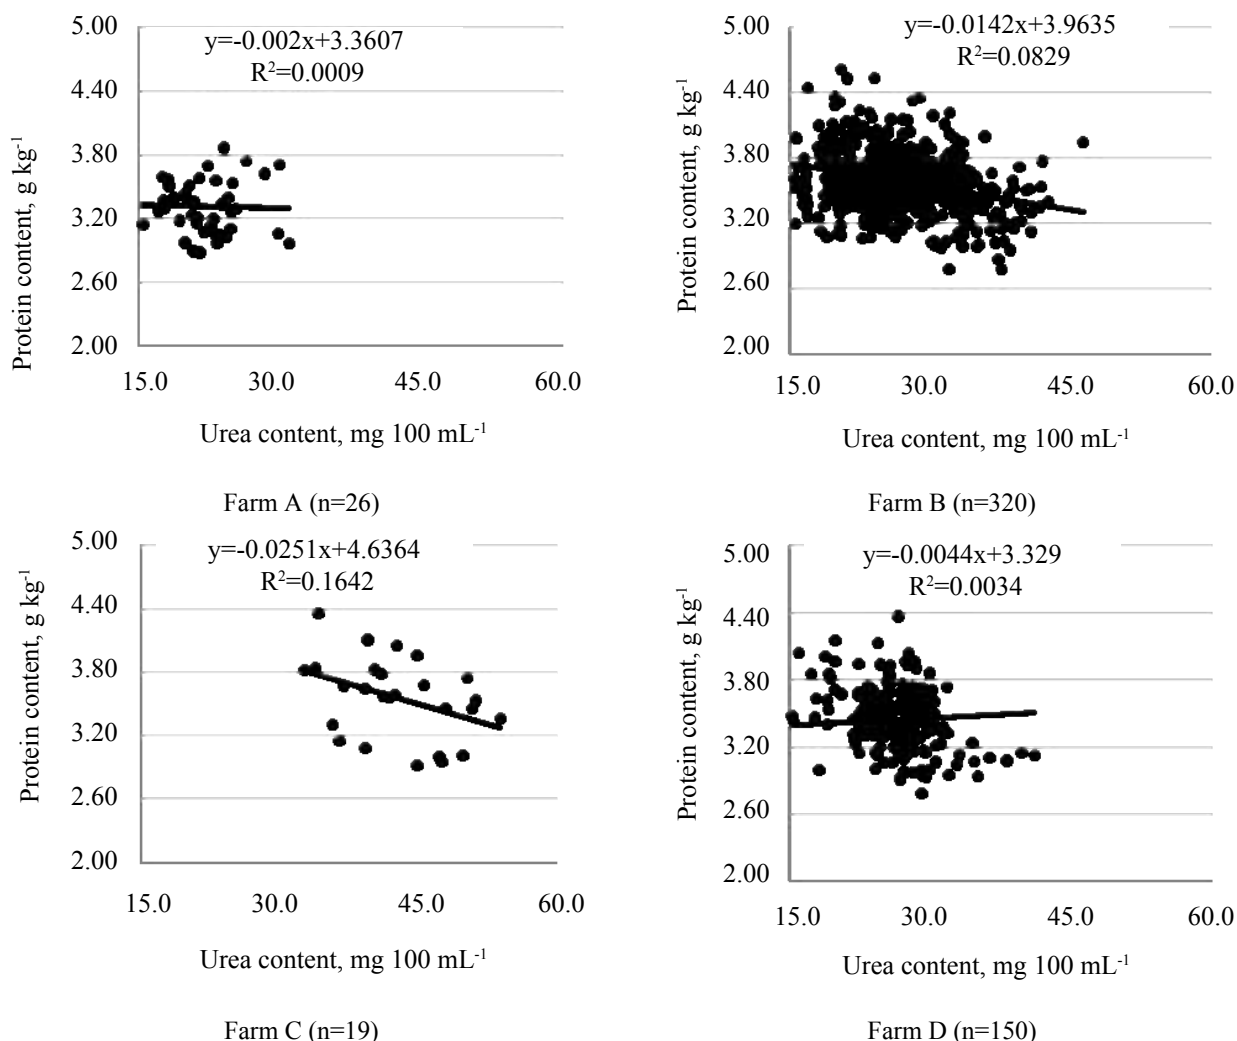 y=-0.002x+3.3607
R²=0.0009
5.00
4.40
3.80
3.20
2.60
2.00
Protein content, g kg⁻¹
15.0 30.0 45.0 60.0
Urea content, mg 100 mL⁻¹
Farm A (n=26)
y=-0.0142x+3.9635
R²=0.0829
5.00
4.40
3.80
3.20
2.60
2.00
Protein content, g kg⁻¹
15.0 30.0 45.0 60.0
Urea content, mg 100 mL⁻¹
Farm B (n=320)
y=-0.0251x+4.6364
R²=0.1642
5.00
4.40
3.80
3.20
2.60
2.00
Protein content, g kg⁻¹
15.0 30.0 45.0 60.0
Urea content, mg 100 mL⁻¹
Farm C (n=19)
y=-0.0044x+3.329
R²=0.0034
5.00
4.40
3.80
3.20
2.60
2.00
Protein content, g kg⁻¹
15.0 30.0 45.0 60.0
Urea content, mg 100 mL⁻¹
Farm D (n=150)